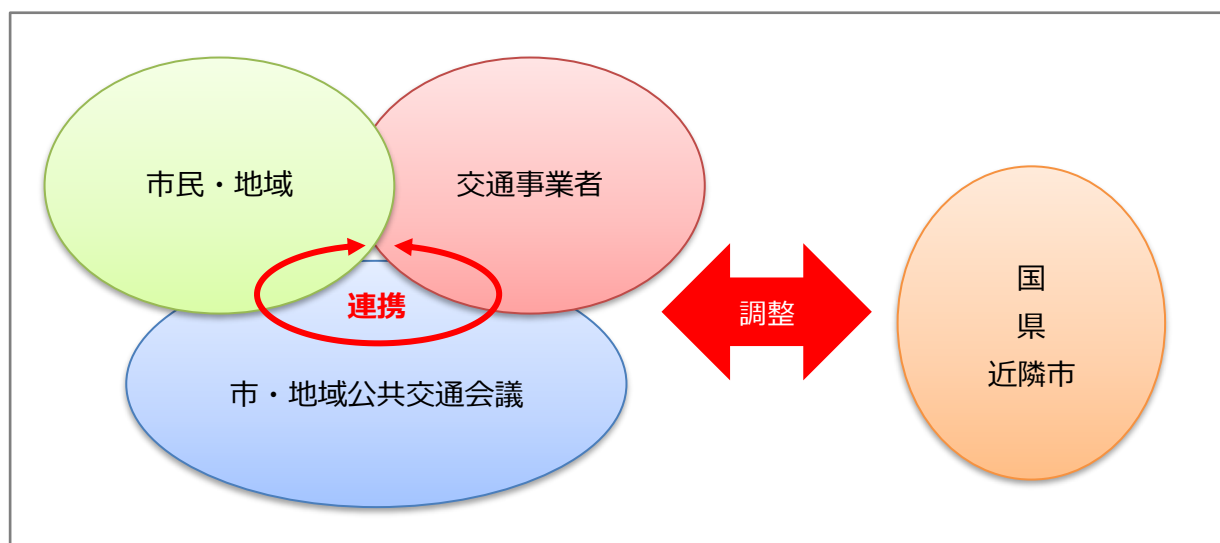 市民・地域
交通事業者
連携
市・地域公共交通会議
調整
国
県
近隣市